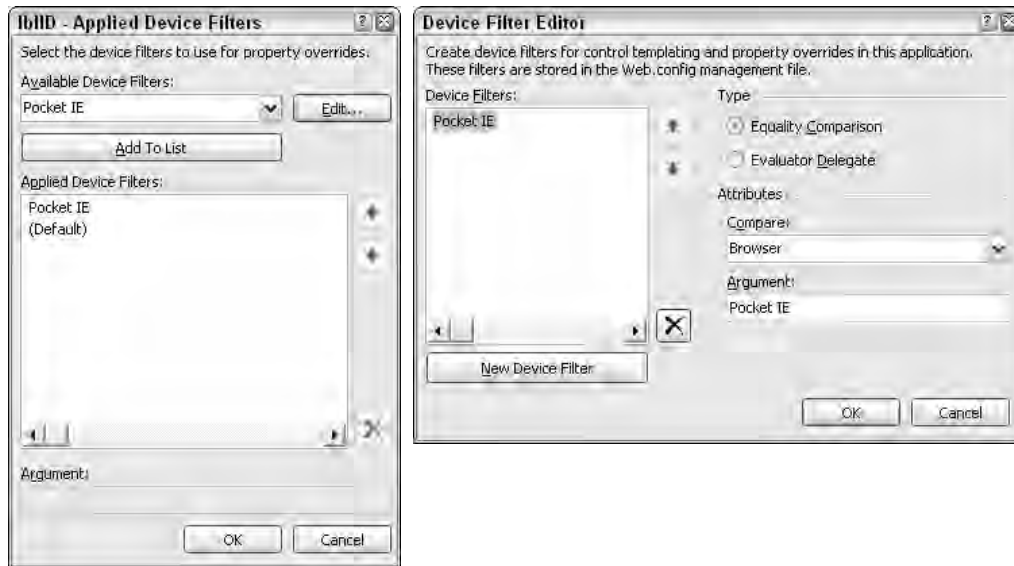 lblID - Applied Device Filters
Select the device filters to use for property overrides.
Available Device Filters:
Pocket IE
Edit...
Add To List
Applied Device Filters:
Pocket IE
(Default)
Argument:
OK
Cancel
Device Filter Editor
Create device filters for control templating and property overrides in this application.
These filters are stored in the Web.config management file.
Device Filters:
Pocket IE
New Device Filter
Type
Equality Comparison
Evaluator Delegate
Attributes
Compare:
Browser
Argument:
Pocket IE
OK
Cancel